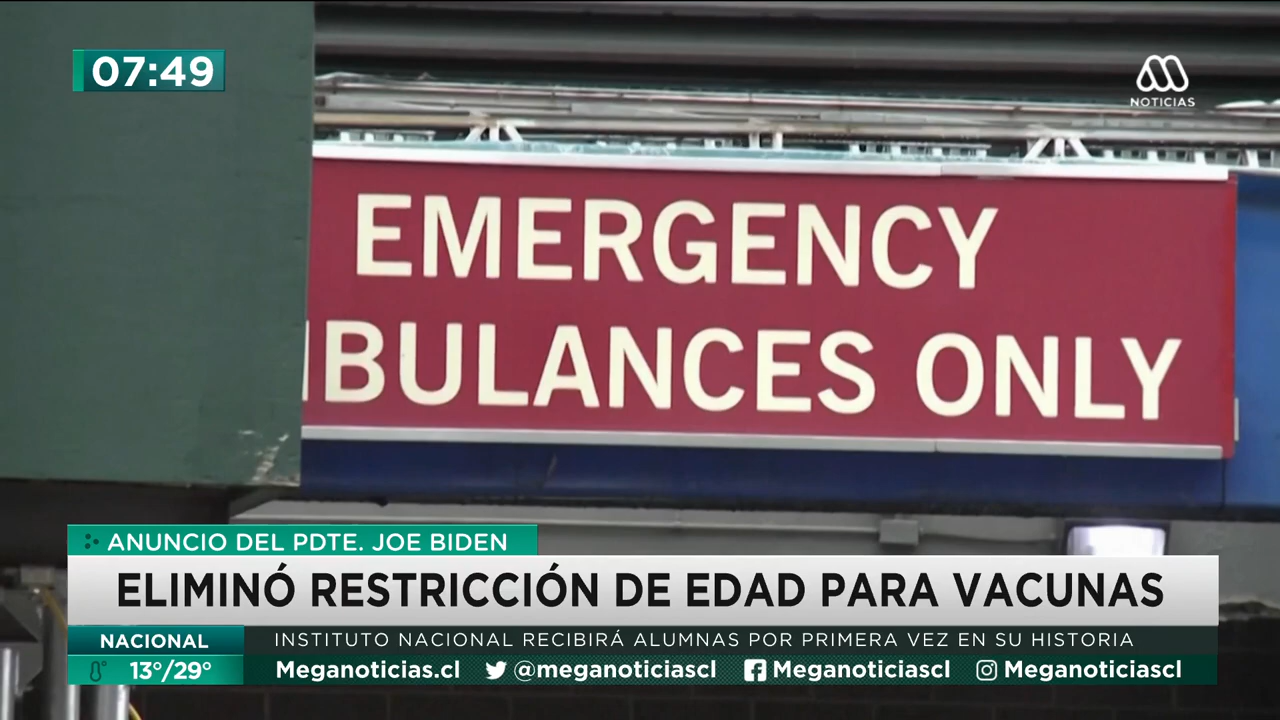 07:49
NOTICIAS
EMERGENCY
BULANCES ONLY
ANUNCIO DEL PDTE. JOE BIDEN
ELIMINÓ RESTRICCIÓN DE EDAD PARA VACUNAS
NACIONAL
INSTITUTO NACIONAL RECIBIRÁ ALUMNAS POR PRIMERA VEZ EN SU HISTORIA
13°/29°
Meganoticias.cl @meganoticiascl Meganoticiascl Meganoticiascl